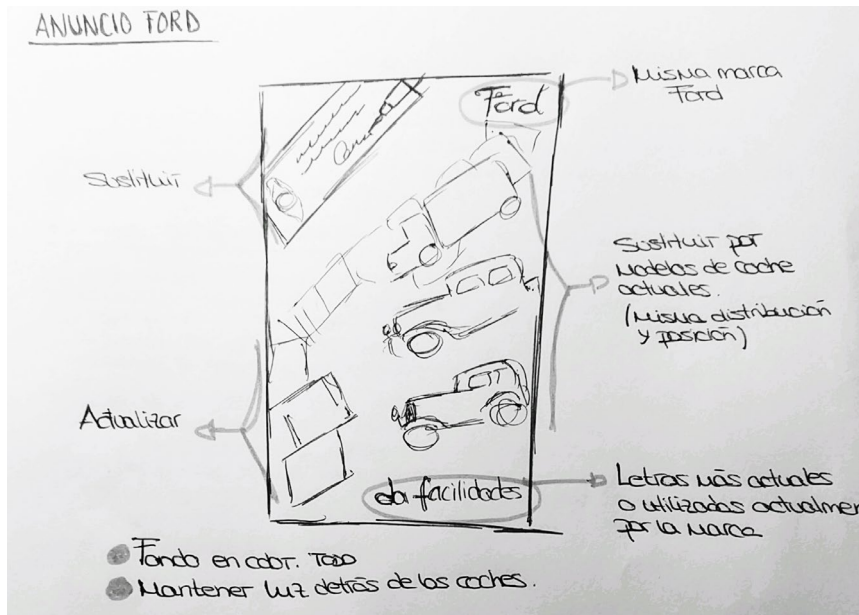 ANUNCIO FORD
Misma marca
Ford
Ford
Sustituir
Sustituir por
modelos de coche
actuales.
(misma distribución
y posición)
Actualizar
da facilidades
Letras más actuales
o utilizadas actualmen
por la marca
Fondo en TODO
Mantener luz detrás de los coches.